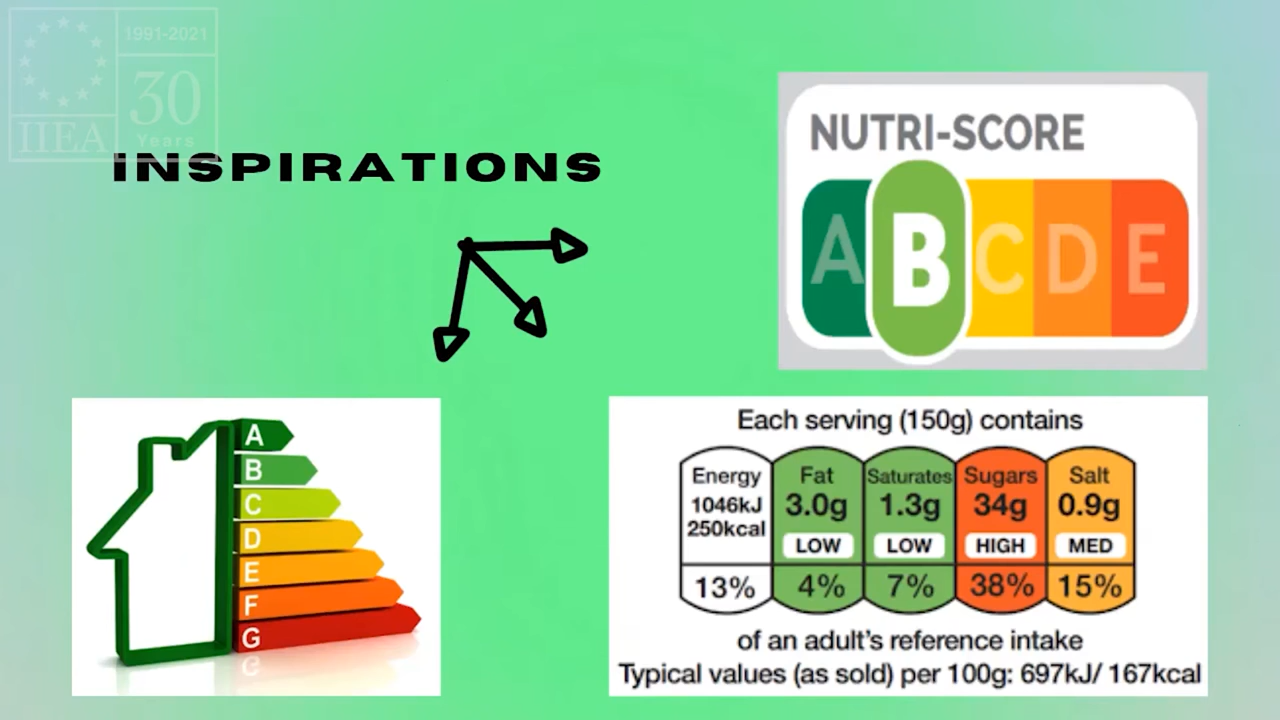 1991-2021
30
Years
IIEA
INSPIRATIONS
NUTRI-SCORE
A B C D E
A
B
C
D
E
F
G
Each serving (150g) contains
Energy Fat Saturates Sugars Salt
1046kJ 3.0g 1.3g 34g 0.9g
250kcal
LOW LOW HIGH MED
13% 4% 7% 38% 15%
of an adult's reference intake
Typical values (as sold) per 100g: 697kJ/ 167kcal